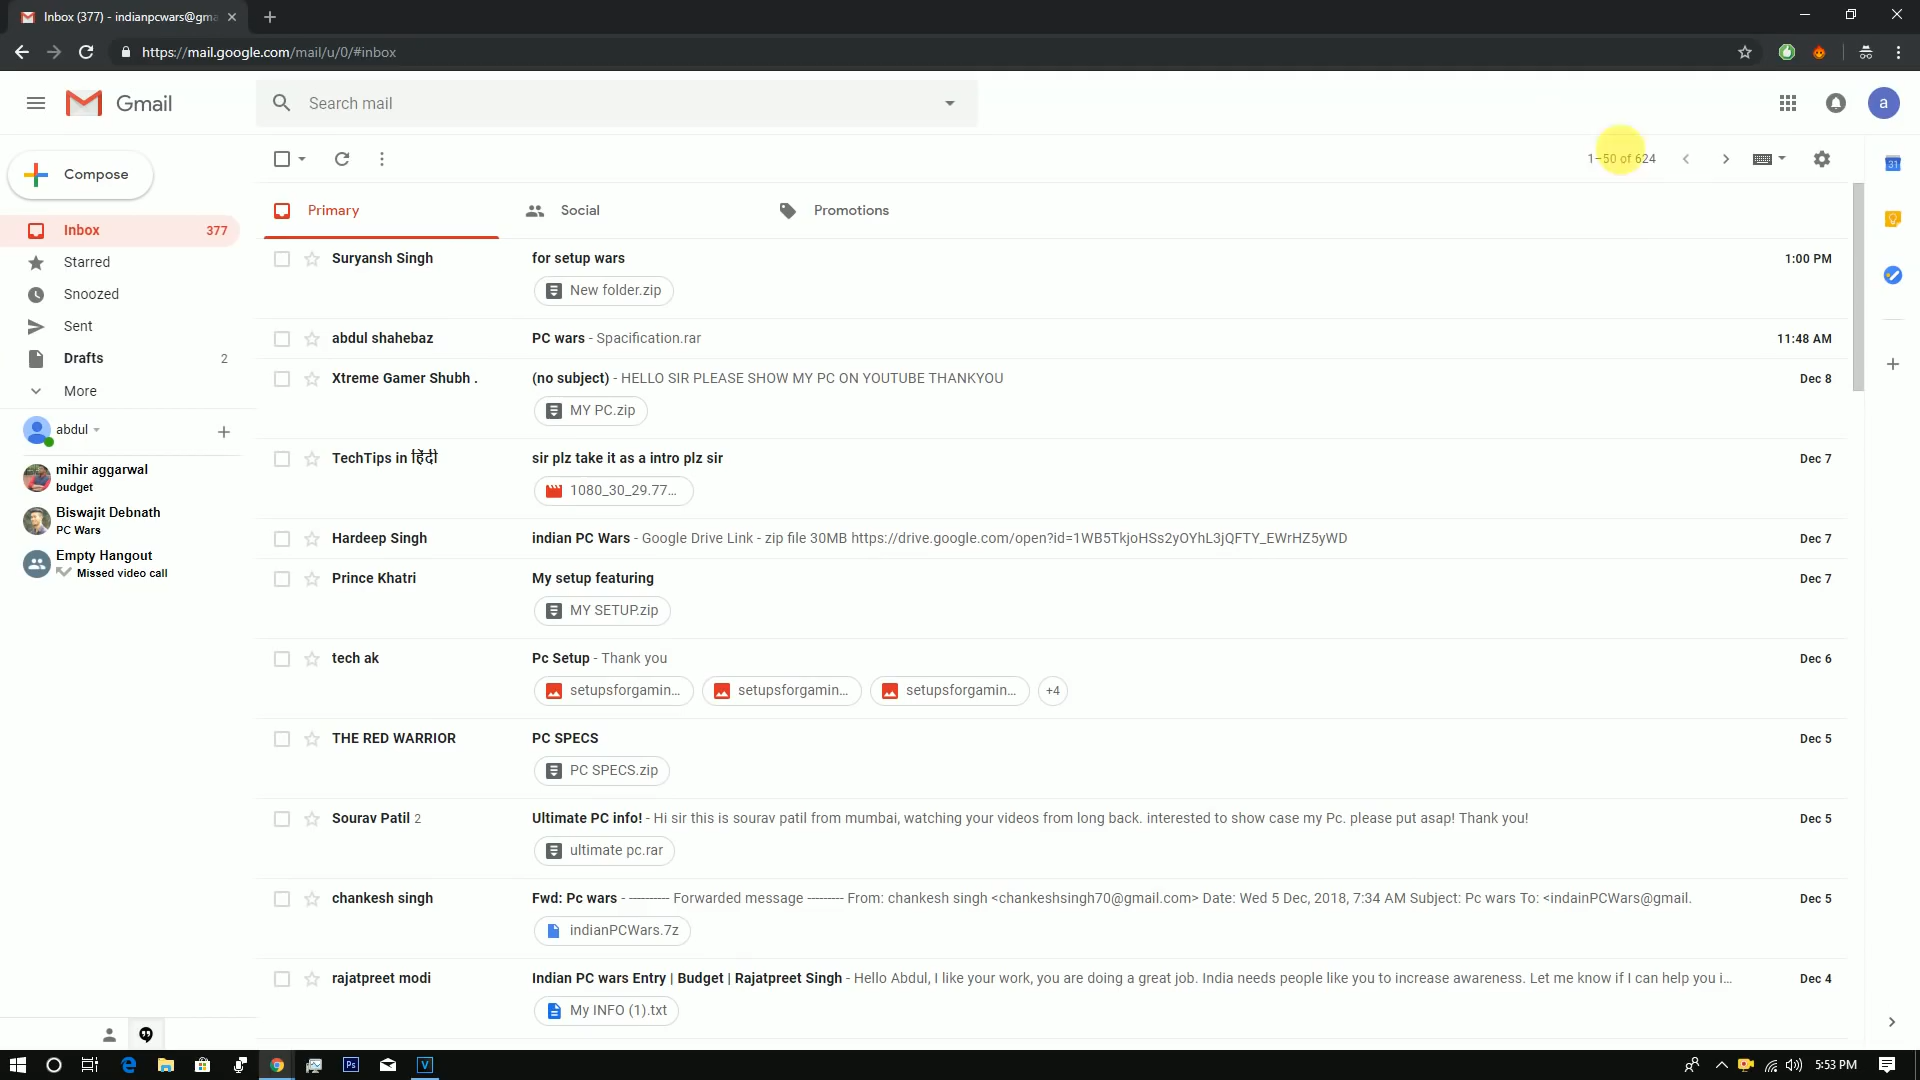 Inbox (377) - indianpcwars@gma
https://mail.google.com/mail/u/0/#inbox
Gmail
Search mail
a
Compose
1–50 of 624
31
Primary
Social
Promotions
Inbox 377
Starred
Snoozed
Sent
Drafts 2
More
abdul
mihir aggarwal
budget
Biswajit Debnath
PC Wars
Empty Hangout
Missed video call
Suryansh Singh for setup wars 1:00 PM
New folder.zip
abdul shahebaz PC wars - Spacification.rar 11:48 AM
Xtreme Gamer Shubh . (no subject) - HELLO SIR PLEASE SHOW MY PC ON YOUTUBE THANKYOU Dec 8
MY PC.zip
TechTips in हिंदी sir plz take it as a intro plz sir Dec 7
1080_30_29.77...
Hardeep Singh indian PC Wars - Google Drive Link - zip file 30MB https://drive.google.com/open?id=1WB5TkjoHSs2yOYhL3jQFTY_EWrHZ5yWD Dec 7
Prince Khatri My setup featuring Dec 7
MY SETUP.zip
tech ak Pc Setup - Thank you Dec 6
setupsforgamin... setupsforgamin... setupsforgamin... +4
THE RED WARRIOR PC SPECS Dec 5
PC SPECS.zip
Sourav Patil 2 Ultimate PC info! - Hi sir this is sourav patil from mumbai, watching your videos from long back. interested to show case my Pc. please put asap! Thank you! Dec 5
ultimate pc.rar
chankesh singh Fwd: Pc wars - ---------- Forwarded message --------- From: chankesh singh <chankeshsingh70@gmail.com> Date: Wed 5 Dec, 2018, 7:34 AM Subject: Pc wars To: <indainPCWars@gmail. Dec 5
indianPCWars.7z
rajatpreet modi Indian PC wars Entry | Budget | Rajatpreet Singh - Hello Abdul, I like your work, you are doing a great job. India needs people like you to increase awareness. Let me know if I can help you i... Dec 4
My INFO (1).txt
Ps
V
5:53 PM